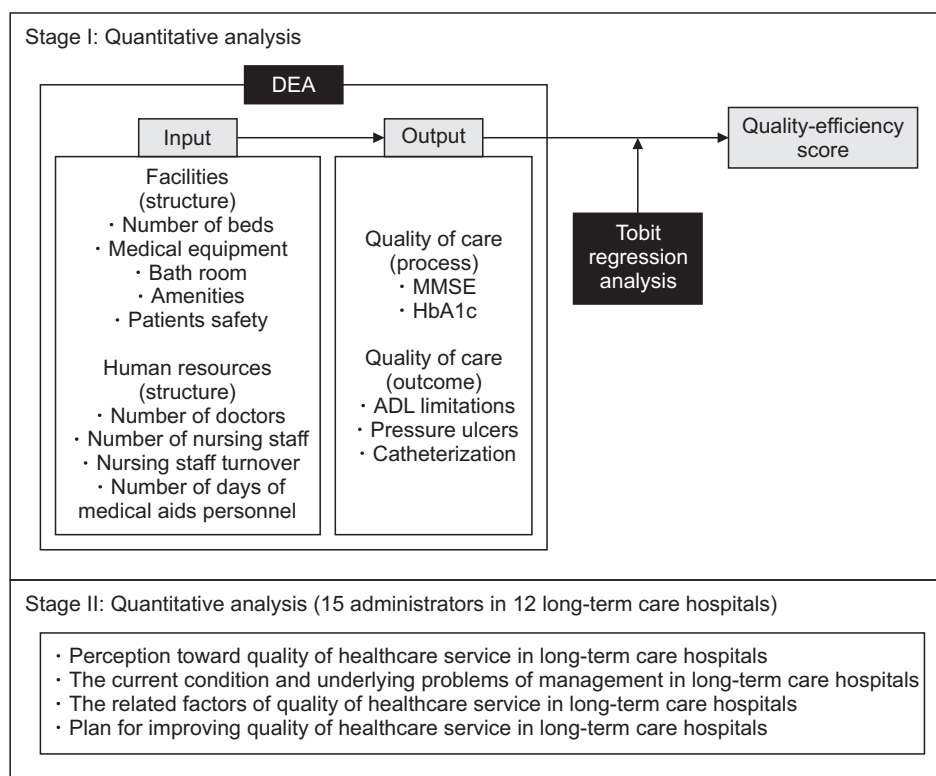 Stage I: Quantitative analysis
DEA
Input
Output
Quality-efficiency
score
Facilities
(structure)
· Number of beds
· Medical equipment
· Bath room
· Amenities
· Patients safety
Human resources
(structure)
· Number of doctors
· Number of nursing staff
· Nursing staff turnover
· Number of days of
medical aids personnel
Quality of care
(process)
· MMSE
· HbA1c
Quality of care
(outcome)
· ADL limitations
· Pressure ulcers
· Catheterization
Tobit
regression
analysis
Stage II: Quantitative analysis (15 administrators in 12 long-term care hospitals)
· Perception toward quality of healthcare service in long-term care hospitals
· The current condition and underlying problems of management in long-term care hospitals
· The related factors of quality of healthcare service in long-term care hospitals
· Plan for improving quality of healthcare service in long-term care hospitals